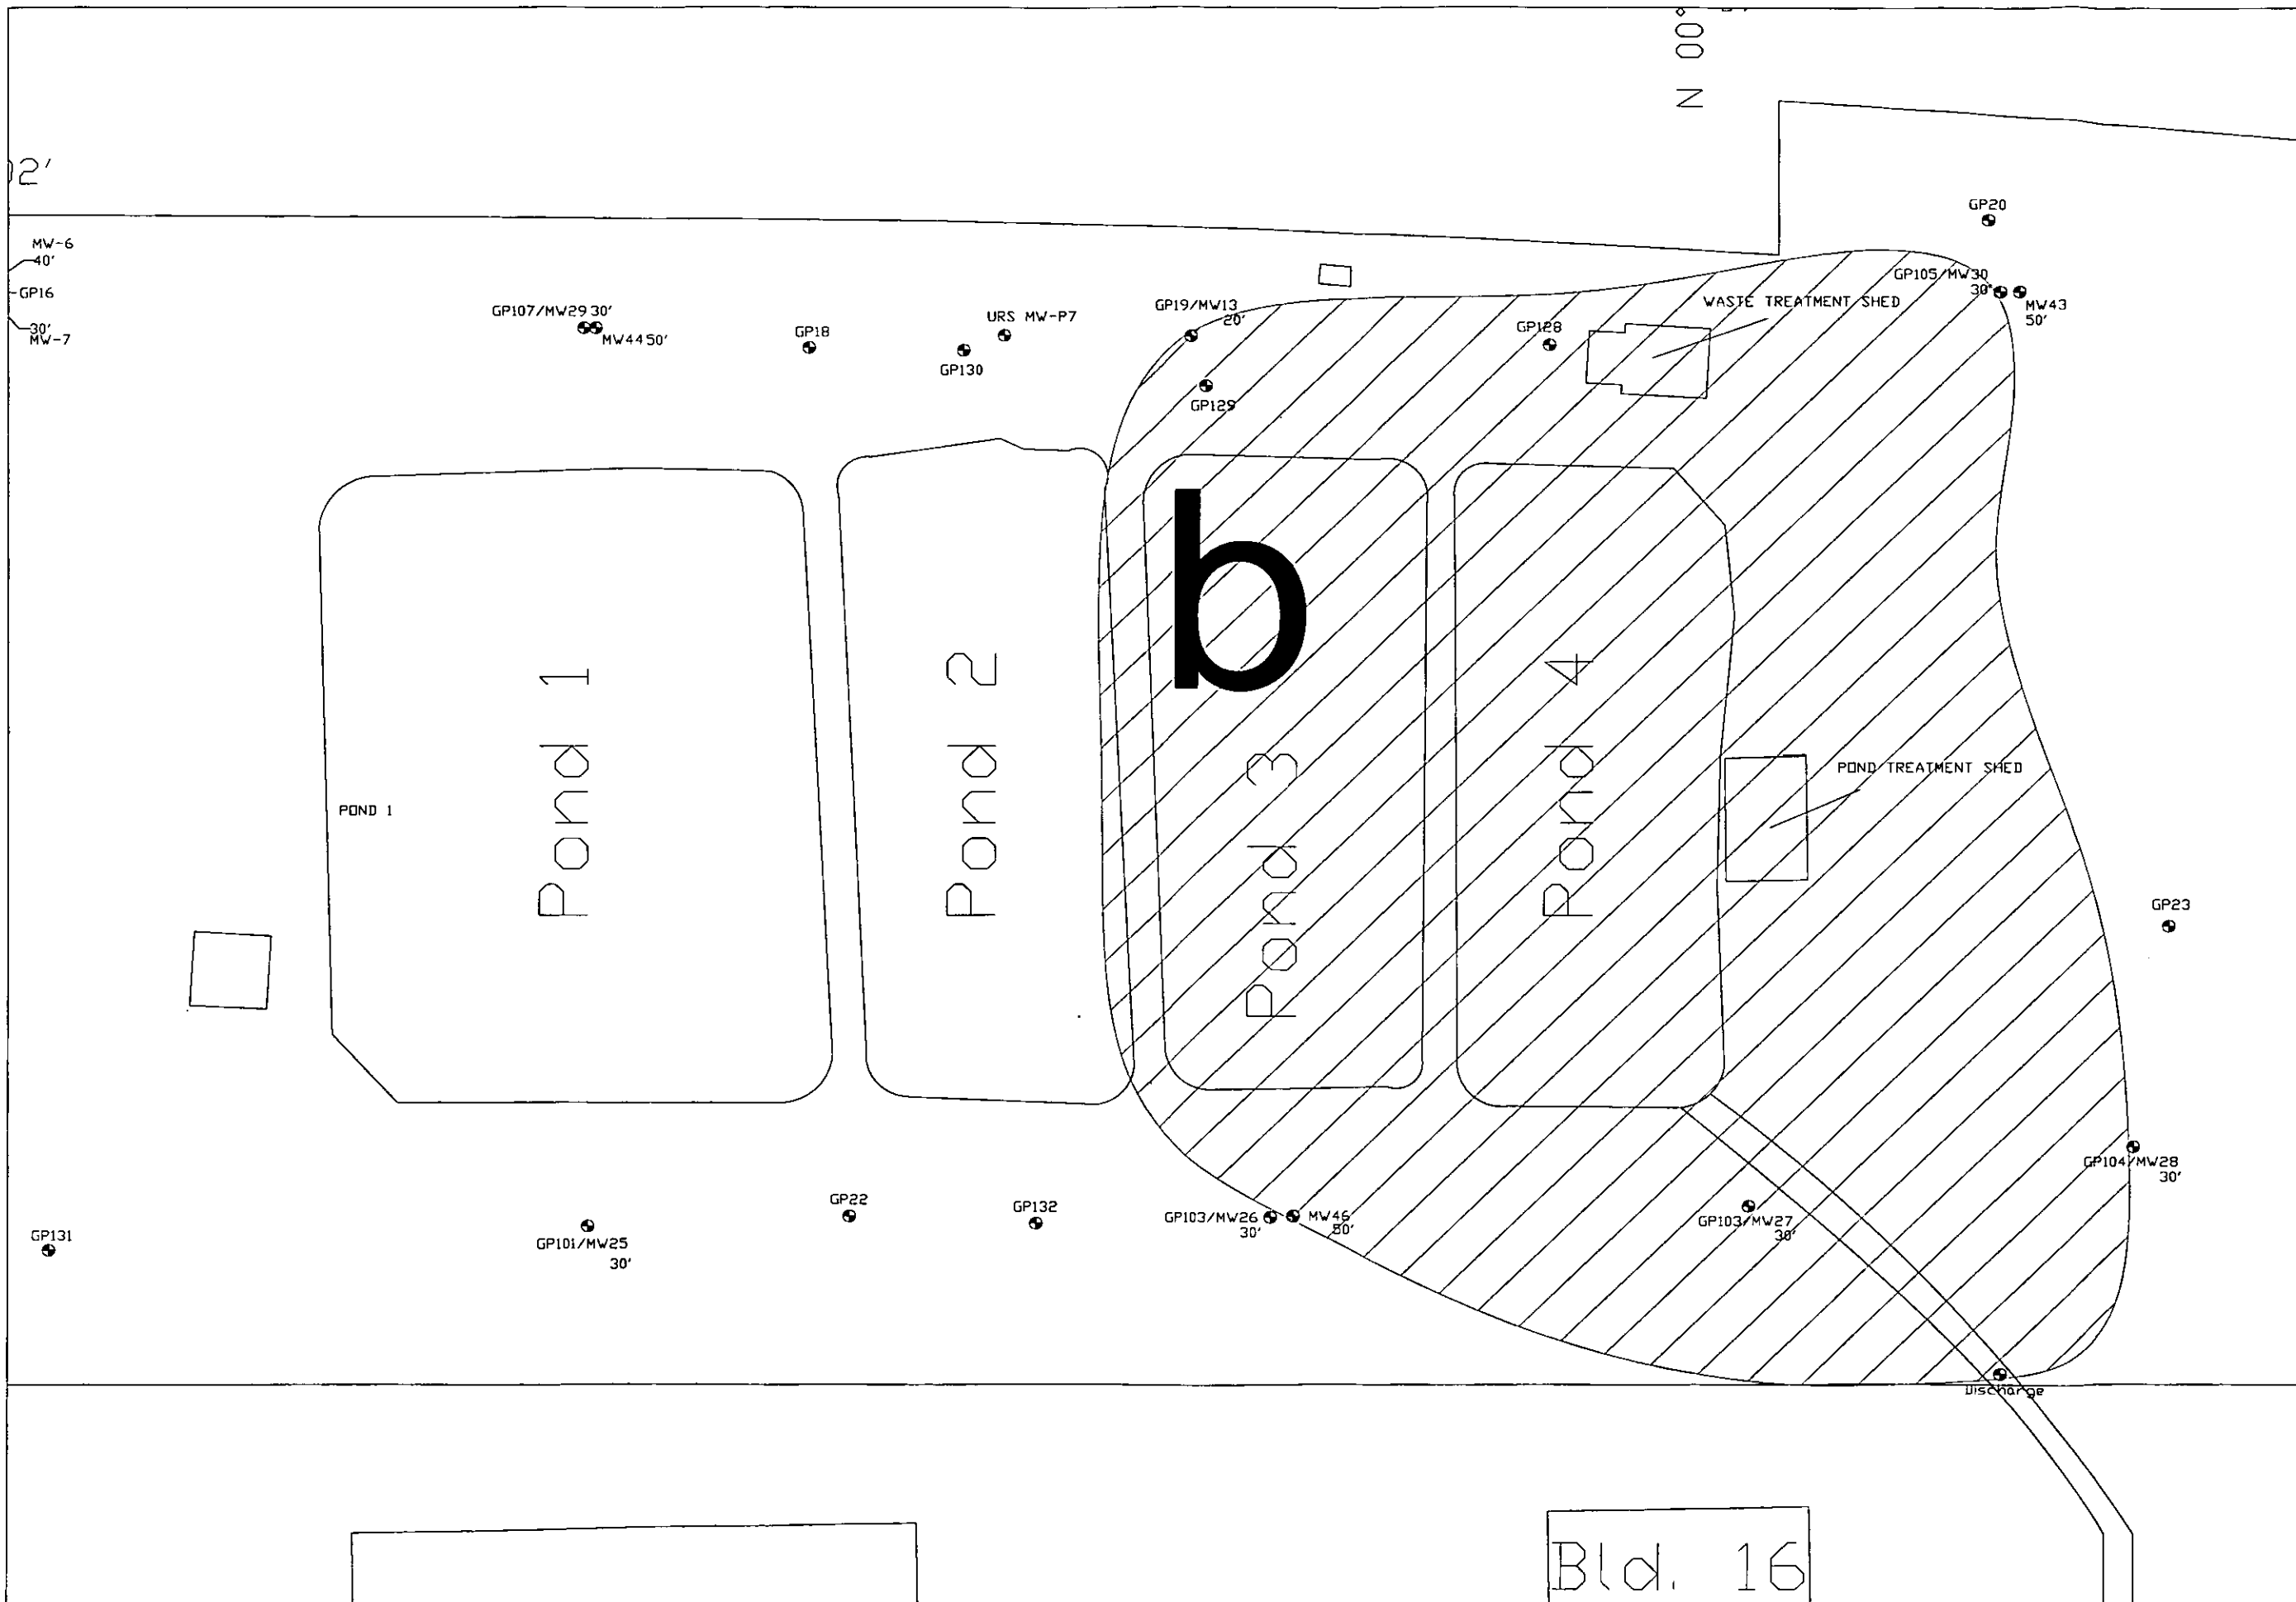 N 00°
02'
GP20
MW-6
40'
GP16
30'
MW-7
GP105/MW30
30'
MW43
50'
WASTE TREATMENT SHED
GP107/MW29 30'
MW44 50'
GP18
URS MW-P7
GP130
GP19/MW13
20'
GP128
GP129
b
Pond 1
Pond 2
Pond 3
Pond 4
POND 1
POND TREATMENT SHED
GP23
GP104/MW28
30'
GP22
GP132
GP103/MW26
30'
MW46
50'
GP103/MW27
30'
GP131
GP101/MW25
30'
Discharge
Bld. 16